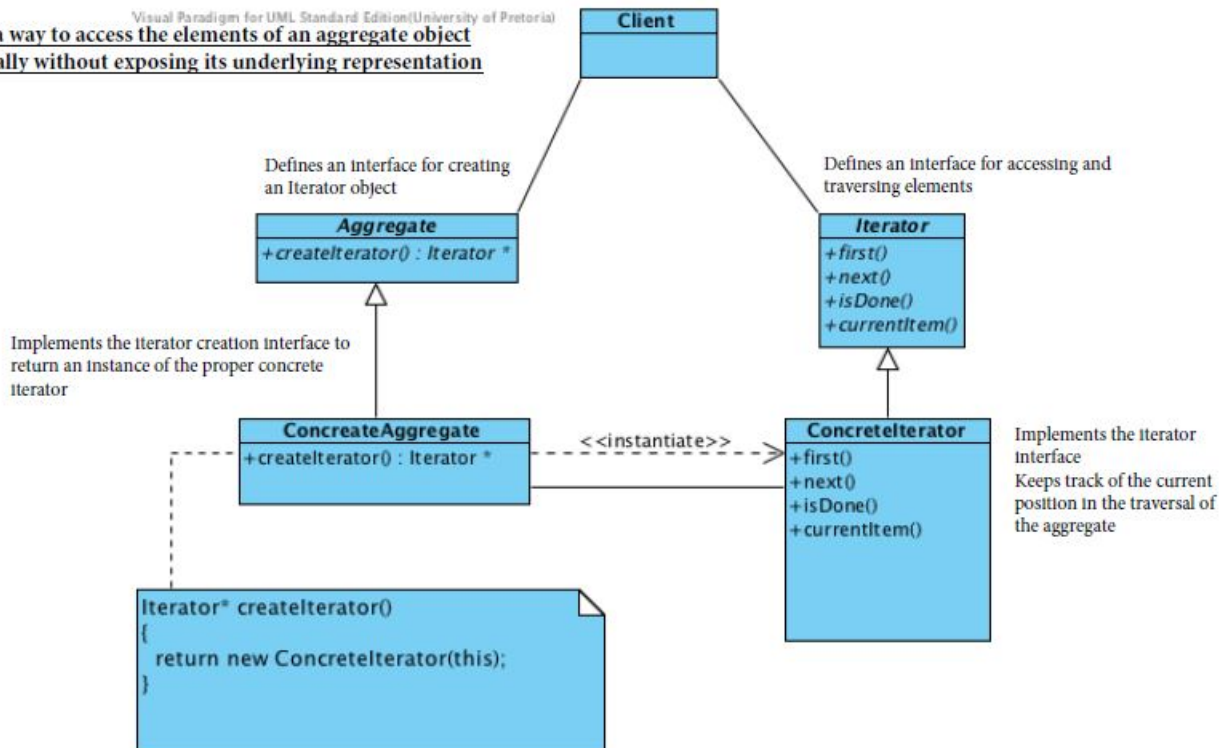 Visual Paradigm for UML Standard Edition(University of Pretoria)
a way to access the elements of an aggregate object
ally without exposing its underlying representation
Client
Defines an interface for creating
an Iterator object
Defines an interface for accessing and
traversing elements
Aggregate
+createIterator() : Iterator *
Iterator
+first()
+next()
+isDone()
+currentItem()
Implements the iterator creation interface to
return an instance of the proper concrete
iterator
ConcreateAggregate
+createIterator() : Iterator *
<<instantiate>>
ConcreteIterator
+first()
+next()
+isDone()
+currentItem()
Implements the iterator
interface
Keeps track of the current
position in the traversal of
the aggregate
Iterator* createIterator()
{
return new ConcreteIterator(this);
}